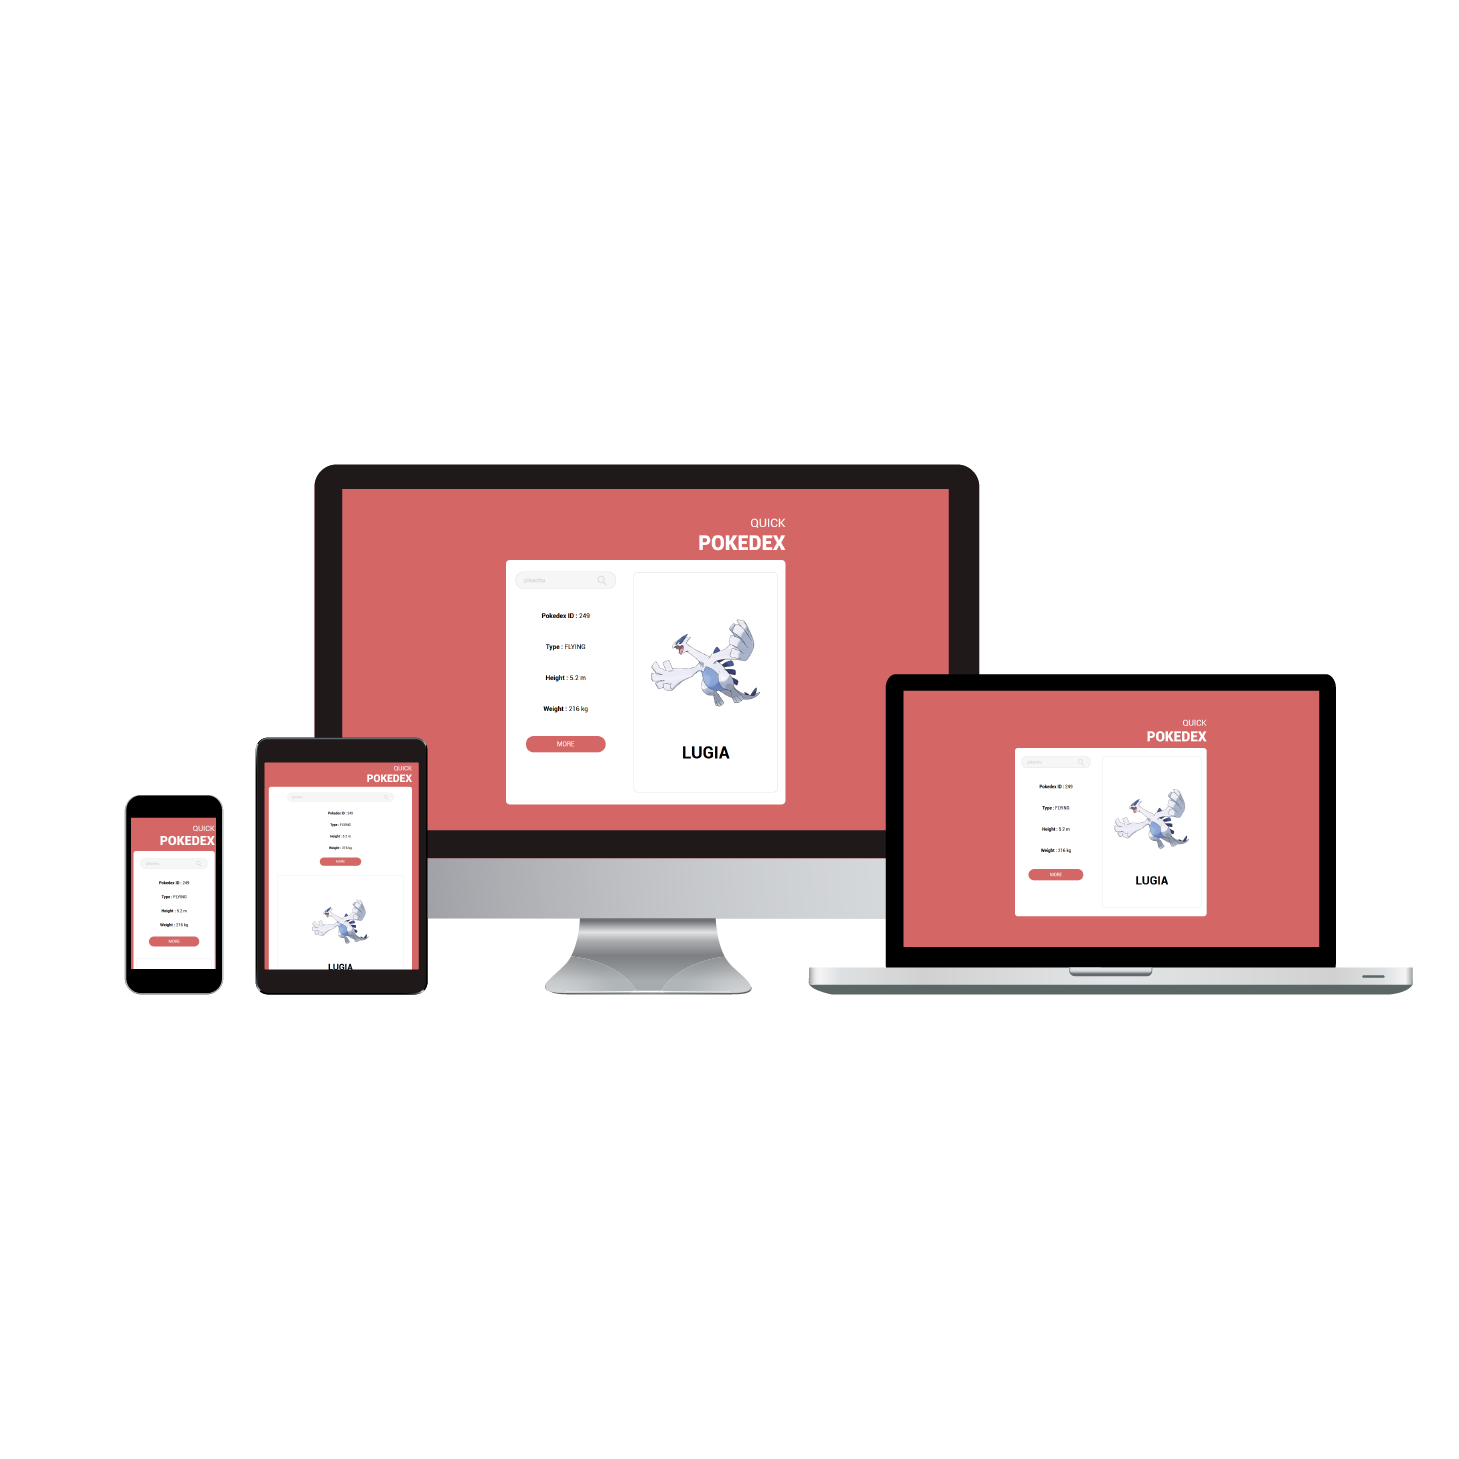 QUICK
POKEDEX
pikachu
Pokedex ID : 249
Type : FLYING
Height : 5.2 m
Weight : 216 kg
MORE
LUGIA
QUICK
POKEDEX
pikachu
Pokedex ID : 249
Type : FLYING
Height : 5.2 m
Weight : 216 kg
MORE
LUGIA
QUICK
POKEDEX
Pokedex ID : 249
Type : FLYING
Height : 5.2 m
Weight : 216 kg
MORE
LUGIA
QUICK
POKEDEX
pikachu
Pokedex ID : 249
Type : FLYING
Height : 5.2 m
Weight : 216 kg
MORE